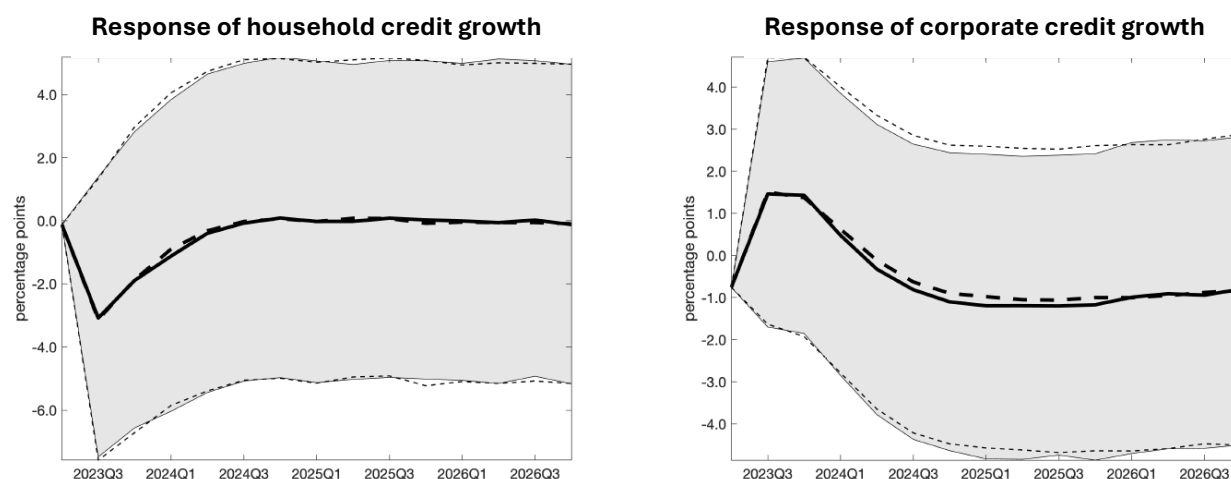 Response of household credit growth
Response of corporate credit growth
percentage points
4.0
2.0
0.0
-2.0
-4.0
-6.0
2023Q3 2024Q1 2024Q3 2025Q1 2025Q3 2026Q1 2026Q3
percentage points
4.0
3.0
2.0
1.0
0.0
-1.0
-2.0
-3.0
-4.0
2023Q3 2024Q1 2024Q3 2025Q1 2025Q3 2026Q1 2026Q3